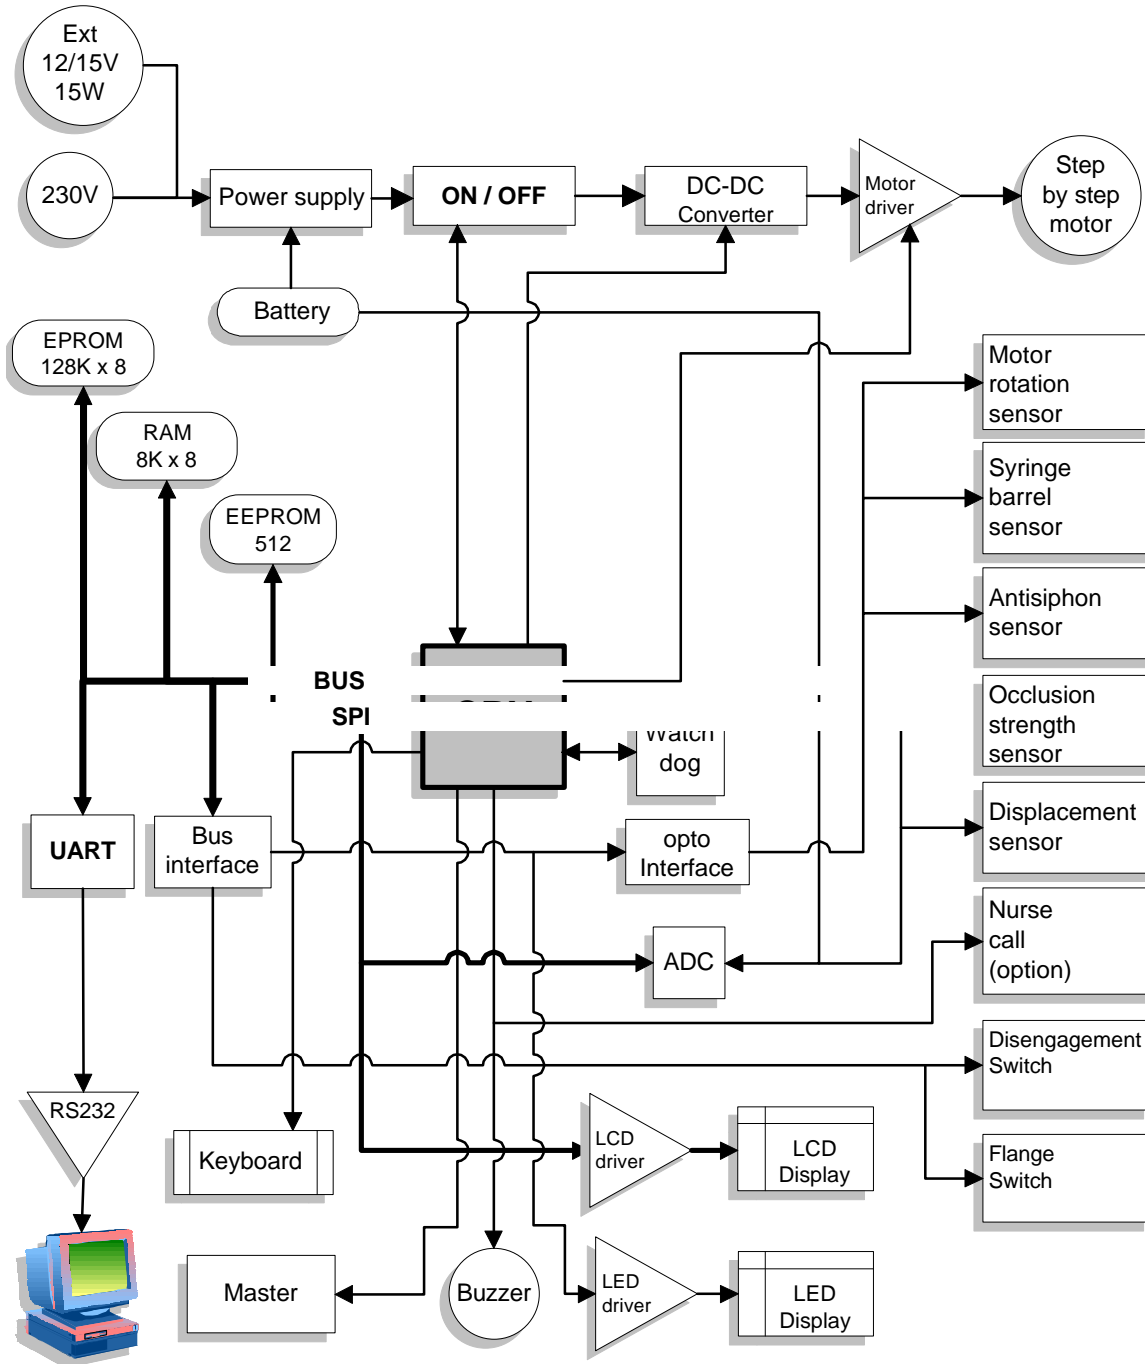 Ext
12/15V
15W
230V
Power supply
ON / OFF
DC-DC
Converter
Motor
driver
Step
by step
motor
Battery
EPROM
128K x 8
RAM
8K x 8
EEPROM
512
Motor
rotation
sensor
Syringe
barrel
sensor
Antisiphon
sensor
Occlusion
strength
sensor
BUS
SPI
Watch
dog
UART
Bus
interface
opto
Interface
Displacement
sensor
ADC
Nurse
call
(option)
Disengagement
Switch
RS232
Keyboard
LCD
driver
LCD
Display
Flange
Switch
Master
Buzzer
LED
driver
LED
Display